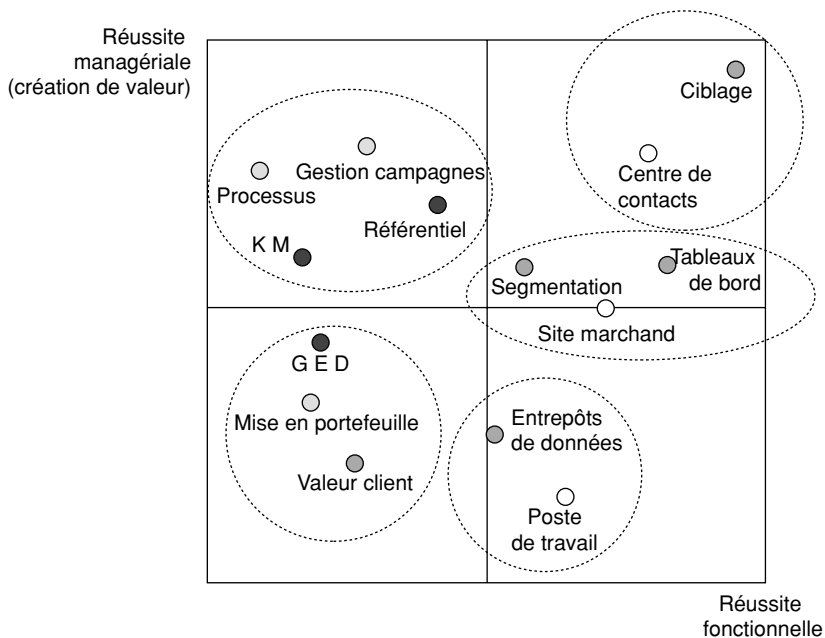 Réussite
managériale
(création de valeur)
Ciblage
Gestion campagnes
Centre de
contacts
Processus
Référentiel
K M
Tableaux
de bord
Segmentation
Site marchand
G E D
Mise en portefeuille
Entrepôts
de données
Valeur client
Poste
de travail
Réussite
fonctionnelle